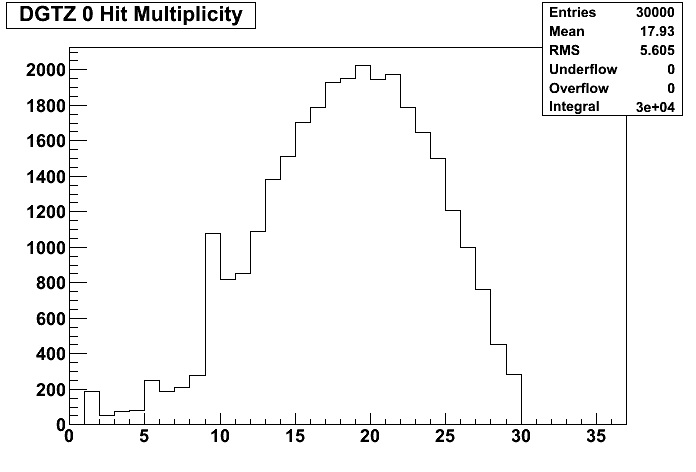 DGTZ 0 Hit Multiplicity
Entries 30000
Mean 17.93
RMS 5.605
Underflow 0
Overflow 0
Integral 3e+04
2000
1800
1600
1400
1200
1000
800
600
400
200
0
0 5 10 15 20 25 30 35